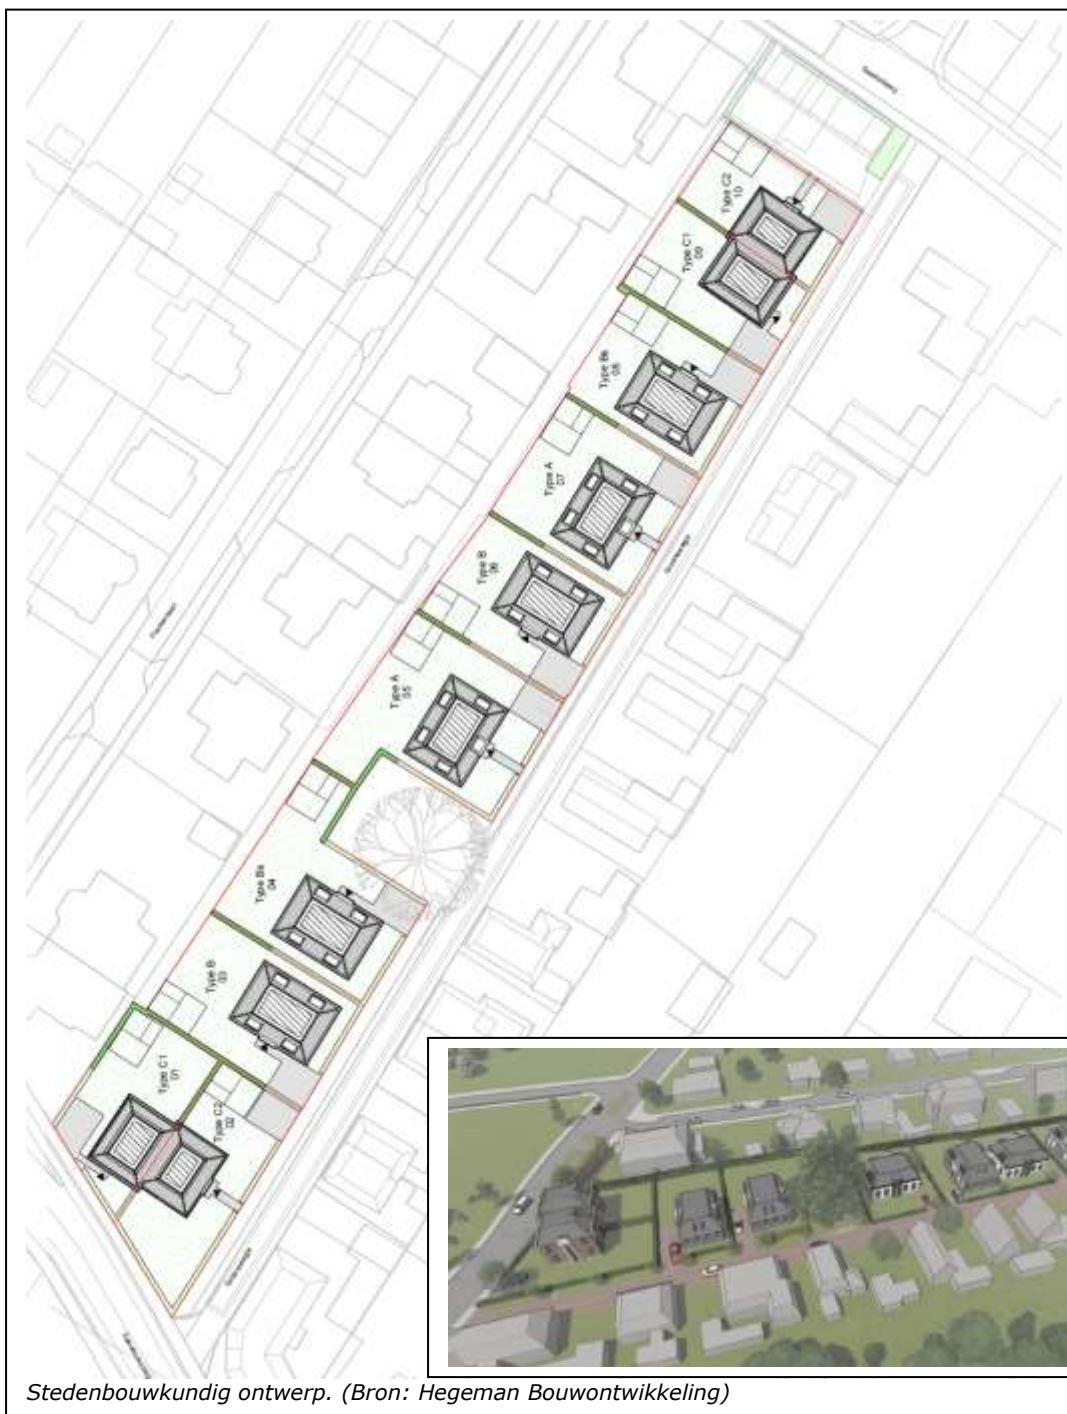 Type C2
10
Type C1
09
Type Bs
08
Type A
07
Type B
06
Type A
05
Type Bs
04
Type B
03
Type C1
01
Type C2
02
Stedenbouwkundig ontwerp. (Bron: Hegeman Bouwontwikkeling)